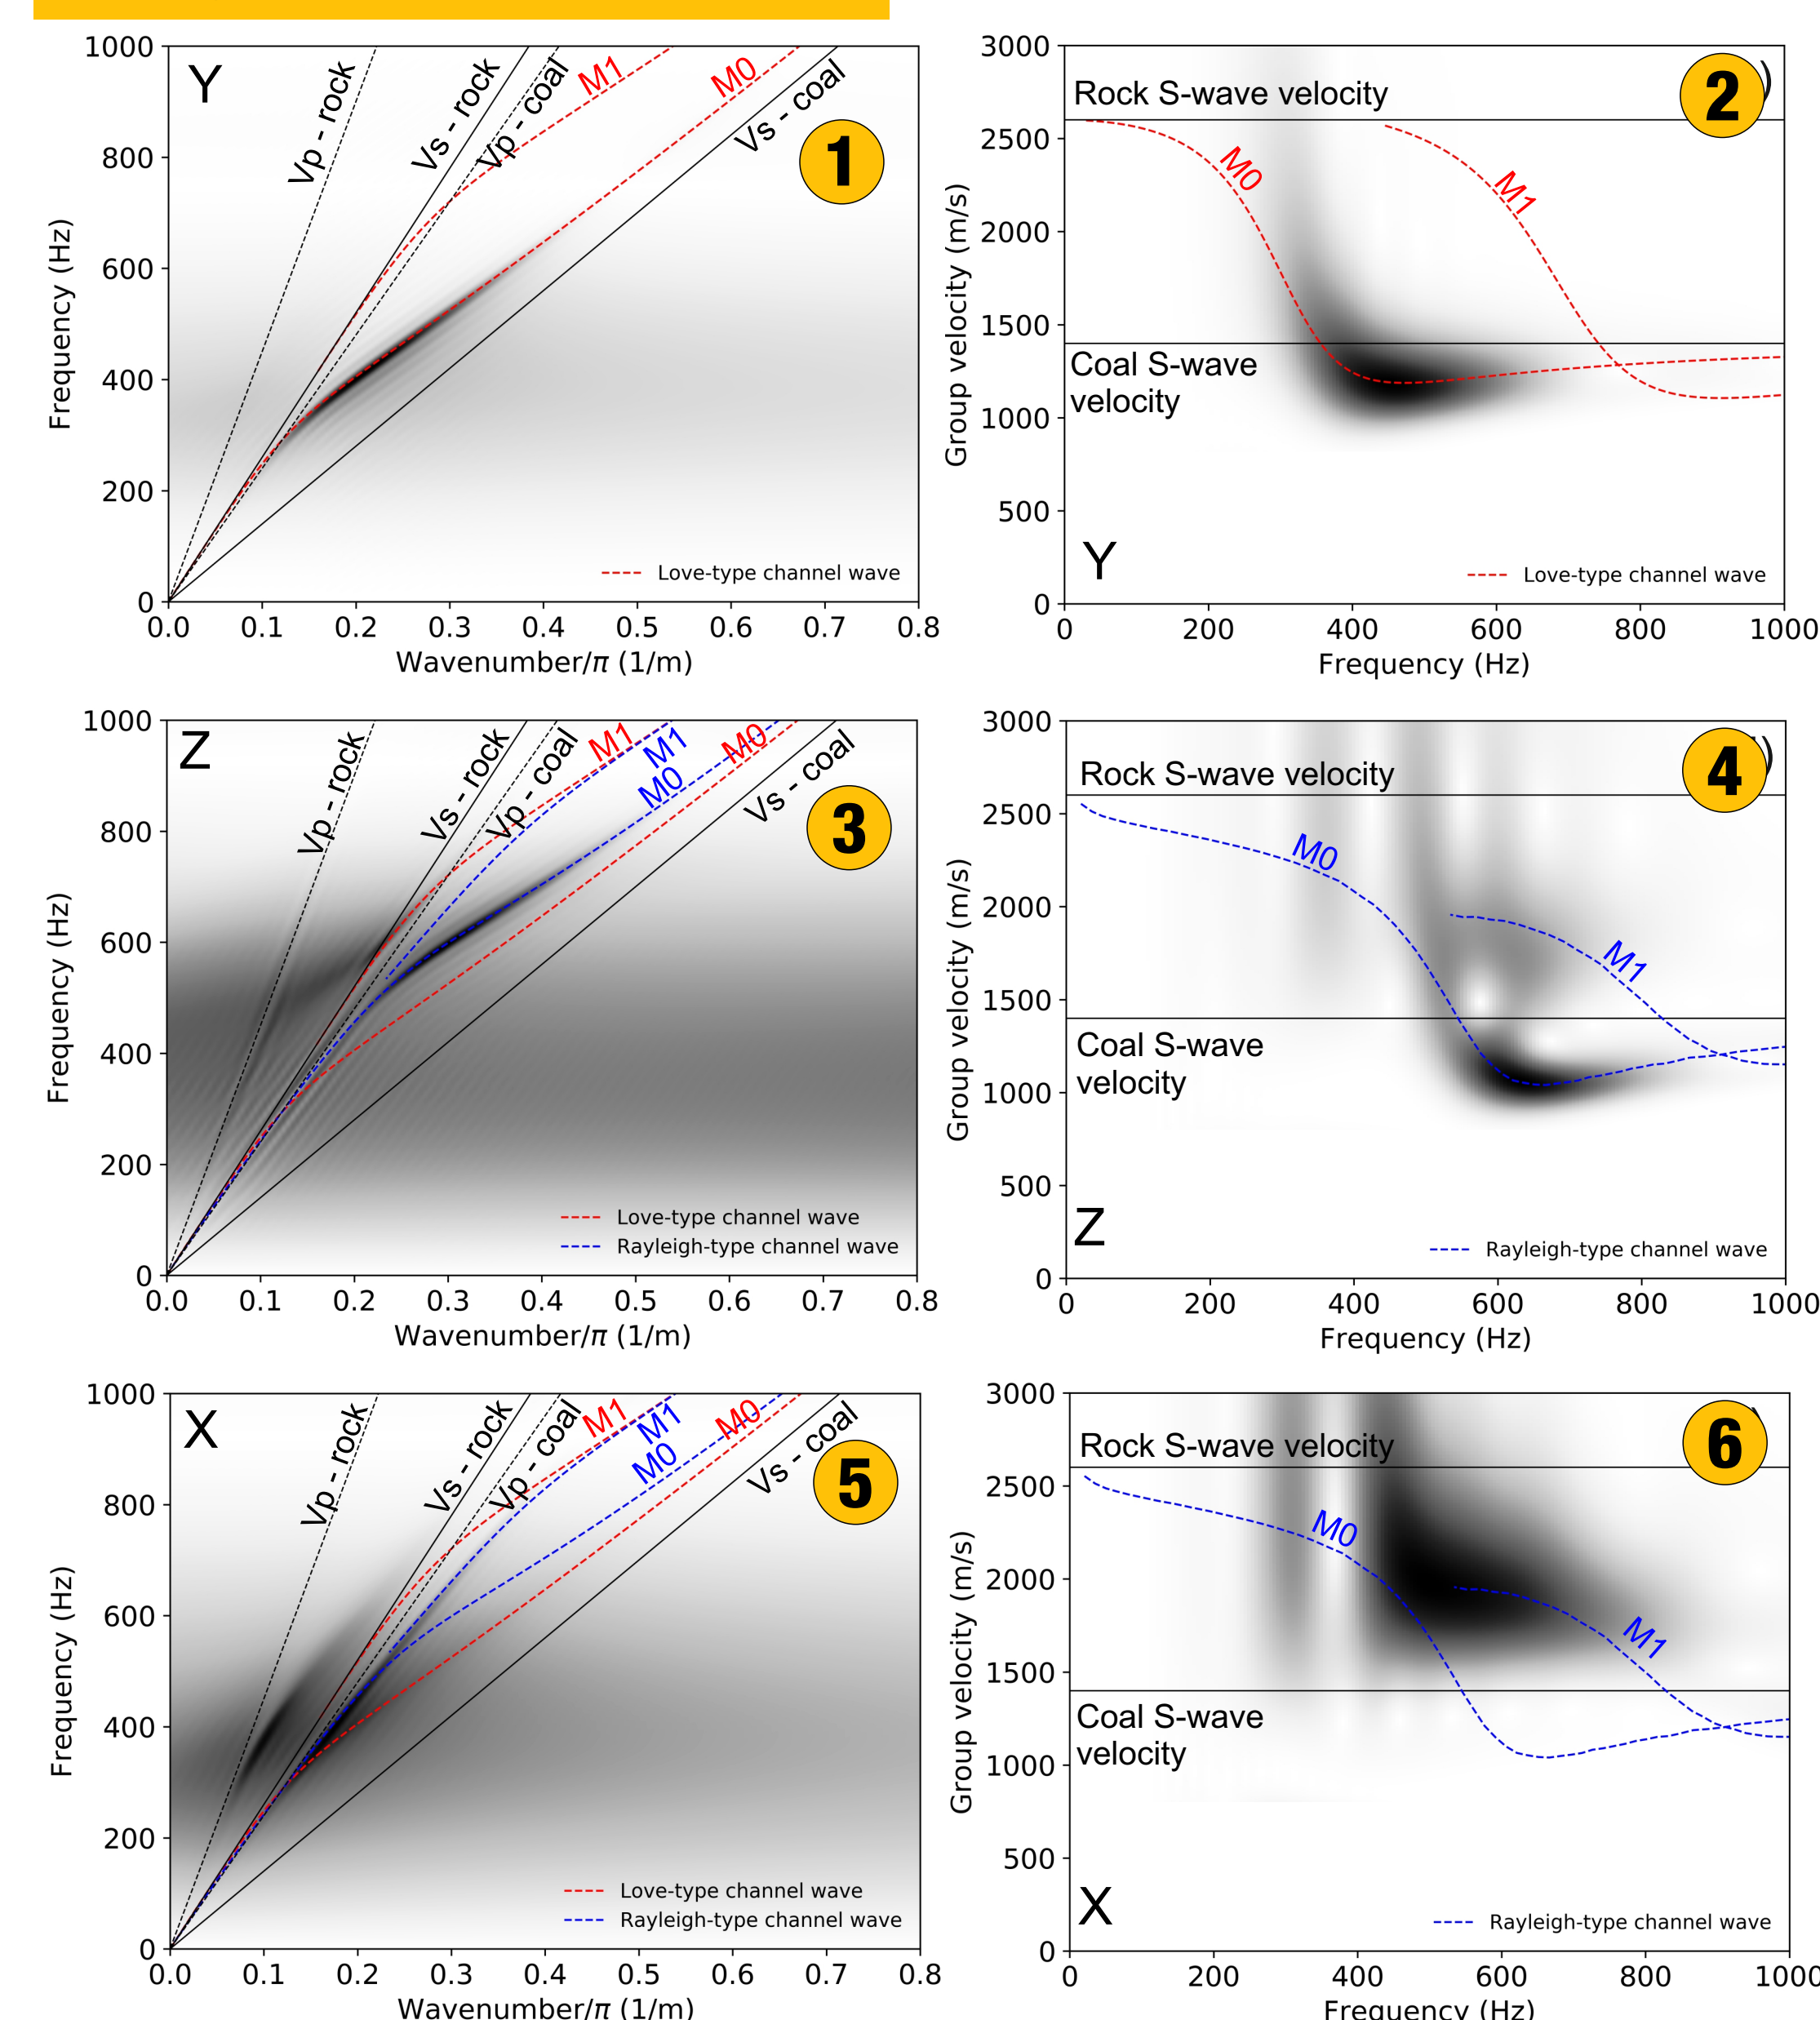 Y
Vp - rock
Vs - rock
Vp - coal
M1
M0
Vs - coal
1
1000
800
600
400
200
0
Frequency (Hz)
Love-type channel wave
0.0 0.1 0.2 0.3 0.4 0.5 0.6 0.7 0.8
Wavenumber/π (1/m)
3000
2500
2000
1500
1000
500
0
Group velocity (m/s)
Rock S-wave velocity
2 )
M0
M1
Coal S-wave
velocity
Y
Love-type channel wave
0 200 400 600 800 1000
Frequency (Hz)
Z
Vp - rock
Vs - rock
Vp - coal
M1
M1
M0
M0
Vs - coal
3
1000
800
600
400
200
0
Frequency (Hz)
Love-type channel wave
Rayleigh-type channel wave
0.0 0.1 0.2 0.3 0.4 0.5 0.6 0.7 0.8
Wavenumber/π (1/m)
3000
2500
2000
1500
1000
500
0
Group velocity (m/s)
Rock S-wave velocity
4 )
M0
M1
Coal S-wave
velocity
Z
Rayleigh-type channel wave
0 200 400 600 800 1000
Frequency (Hz)
X
Vp - rock
Vs - rock
Vp - coal
M1
M1
M0
M0
Vs - coal
5
1000
800
600
400
200
0
Frequency (Hz)
Love-type channel wave
Rayleigh-type channel wave
0.0 0.1 0.2 0.3 0.4 0.5 0.6 0.7 0.8
Wavenumber/π (1/m)
3000
2500
2000
1500
1000
500
0
Group velocity (m/s)
Rock S-wave velocity
6
M0
M1
Coal S-wave
velocity
X
Rayleigh-type channel wave
0 200 400 600 800 1000
Frequency (Hz)